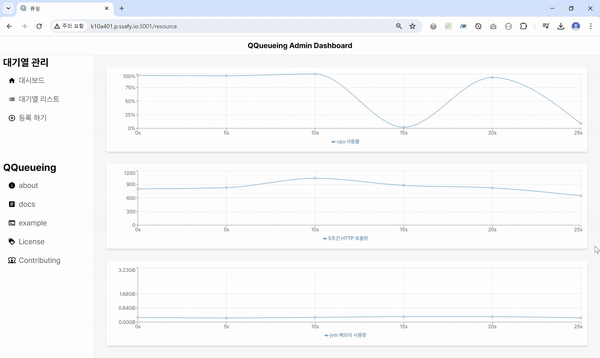 큐잉
주의 요함 k10a401.p.ssafy.io:3001/resource
QQueueing Admin Dashboard
대기열 관리
대시보드
대기열 리스트
등록 하기
QQueueing
about
docs
example
License
Contributing
100%
75%
50%
25%
0%
0s 5s 10s 15s 20s 25s
cpu 사용률
1200
900
600
300
0
0s 5s 10s 15s 20s 25s
5초간 HTTP 호출량
3.23GB
1.88GB
0.84GB
0.00GB
0s 5s 10s 15s 20s 25s
jvm 메모리 사용량